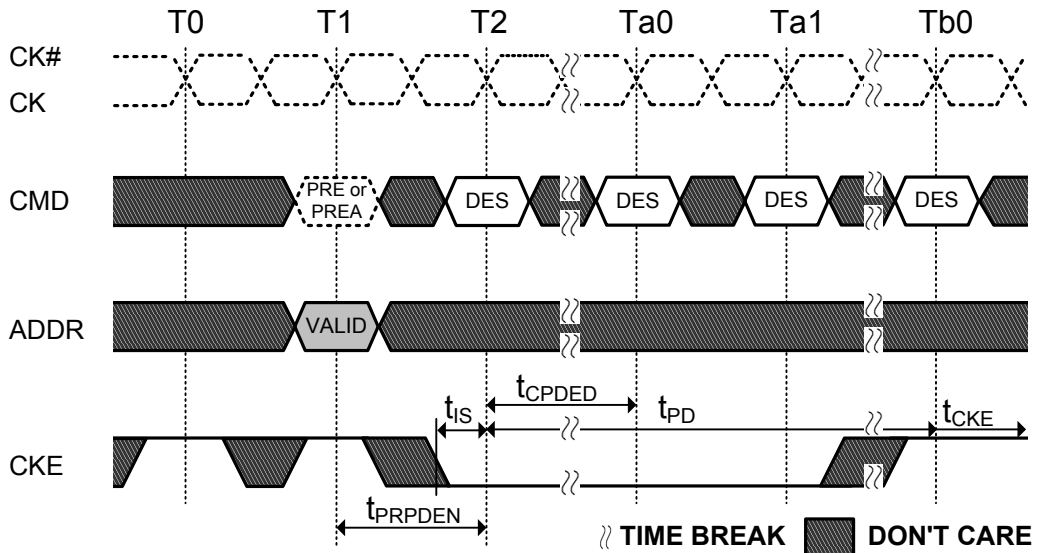 T0 T1 T2 Ta0 Ta1 Tb0
CK#
CK
CMD
PRE or
PREA
DES DES DES DES
ADDR
VALID
tIS tCPDED tPD tCKE
CKE
tPRPDEN
TIME BREAK DON'T CARE